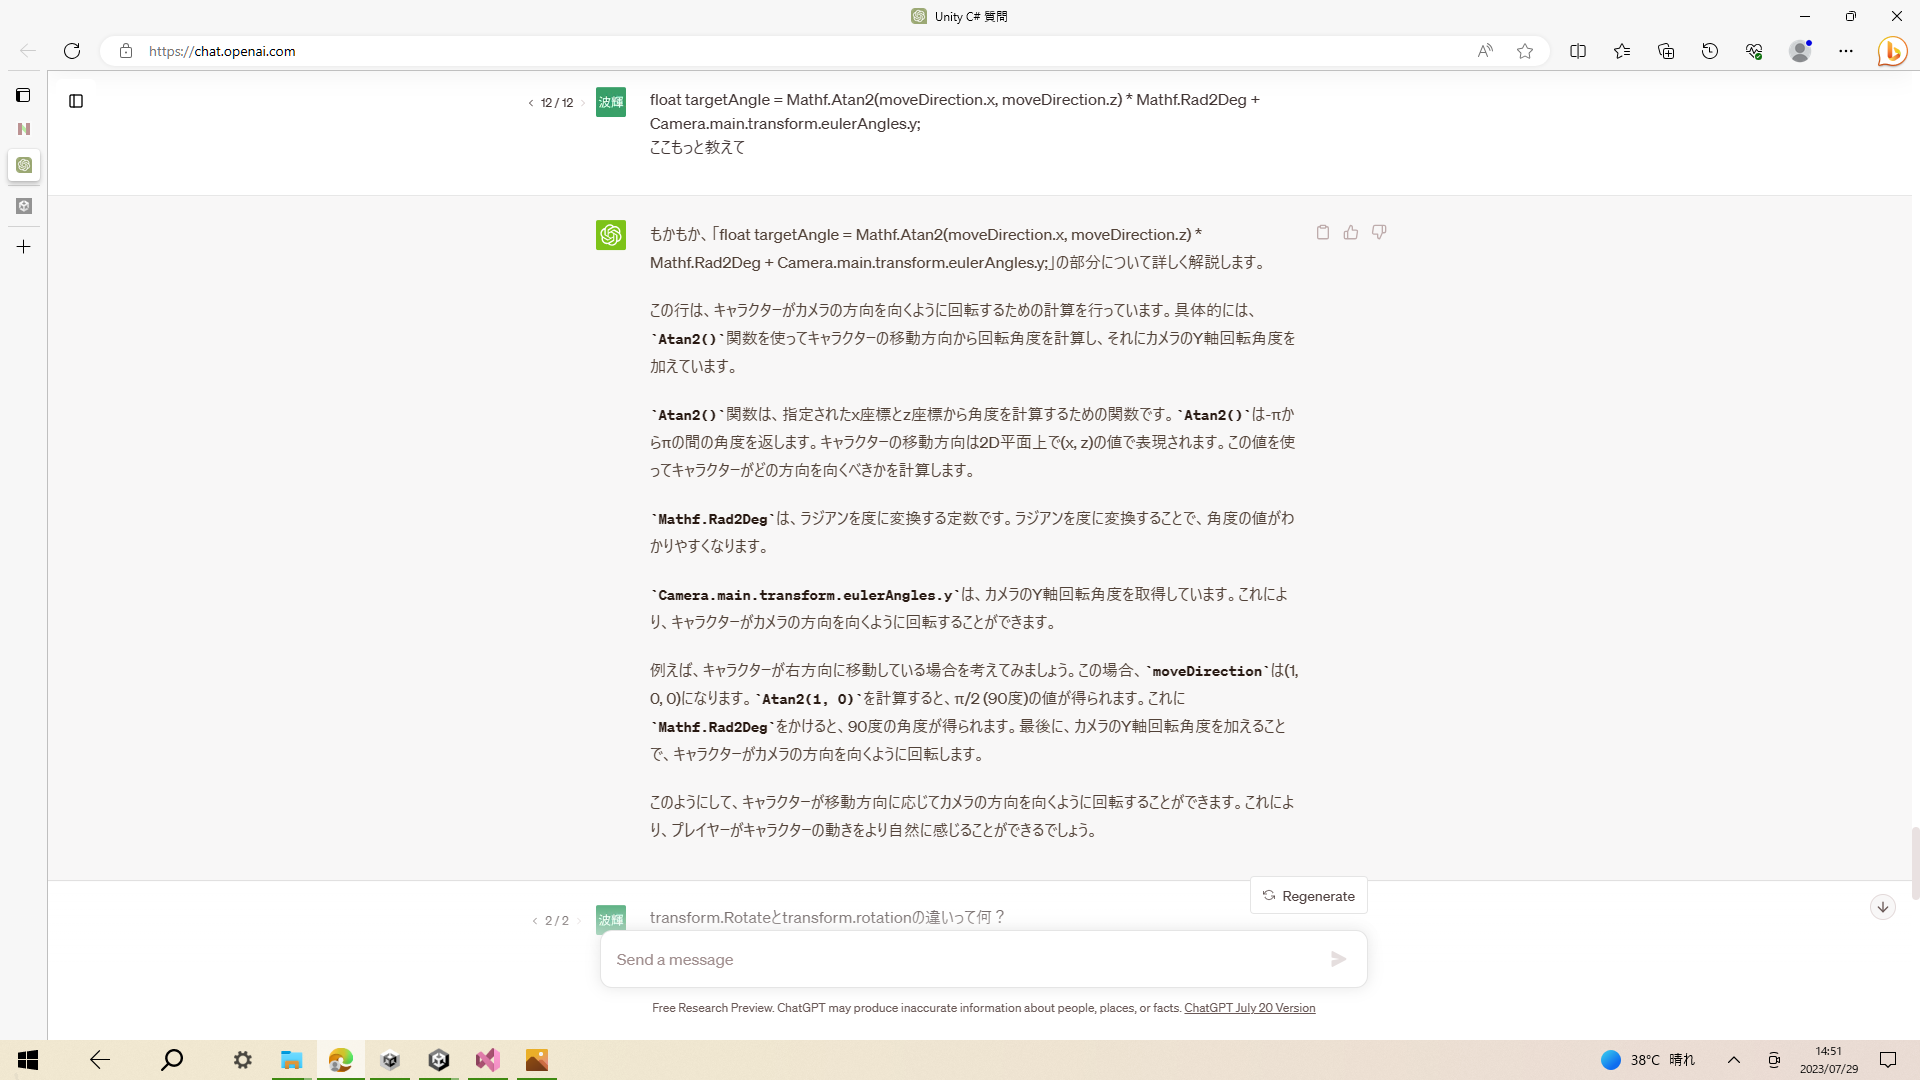 Unity C# 質問
https://chat.openai.com
12 / 12
波輝
float targetAngle = Mathf.Atan2(moveDirection.x, moveDirection.z) * Mathf.Rad2Deg +
Camera.main.transform.eulerAngles.y;
ここもっと教えて
もかもか、「float targetAngle = Mathf.Atan2(moveDirection.x, moveDirection.z) *
Mathf.Rad2Deg + Camera.main.transform.eulerAngles.y;」の部分について詳しく解説します。
この行は、キャラクターがカメラの方向を向くように回転するための計算を行っています。具体的には、
`Atan2()`関数を使ってキャラクターの移動方向から回転角度を計算し、それにカメラのY軸回転角度を
加えています。
`Atan2()`関数は、指定されたx座標とz座標から角度を計算するための関数です。`Atan2()`は-πか
らπの間の角度を返します。キャラクターの移動方向は2D平面上で(x, z)の値で表現されます。この値を使
ってキャラクターがどの方向を向くべきかを計算します。
`Mathf.Rad2Deg`は、ラジアンを度に変換する定数です。ラジアンを度に変換することで、角度の値がわ
かりやすくなります。
`Camera.main.transform.eulerAngles.y`は、カメラのY軸回転角度を取得しています。これによ
り、キャラクターがカメラの方向を向くように回転することができます。
例えば、キャラクターが右方向に移動している場合を考えてみましょう。この場合、`moveDirection`は(1,
0, 0)になります。`Atan2(1, 0)`を計算すると、π/2 (90度)の値が得られます。これに
`Mathf.Rad2Deg`をかけると、90度の角度が得られます。最後に、カメラのY軸回転角度を加えること
で、キャラクターがカメラの方向を向くように回転します。
このようにして、キャラクターが移動方向に応じてカメラの方向を向くように回転することができます。これによ
り、プレイヤーがキャラクターの動きをより自然に感じることができるでしょう。
Regenerate
2 / 2
波輝
transform.Rotateとtransform.rotationの違いって何？
Send a message
Free Research Preview. ChatGPT may produce inaccurate information about people, places, or facts. ChatGPT July 20 Version
38°C 晴れ
14:51
2023/07/29